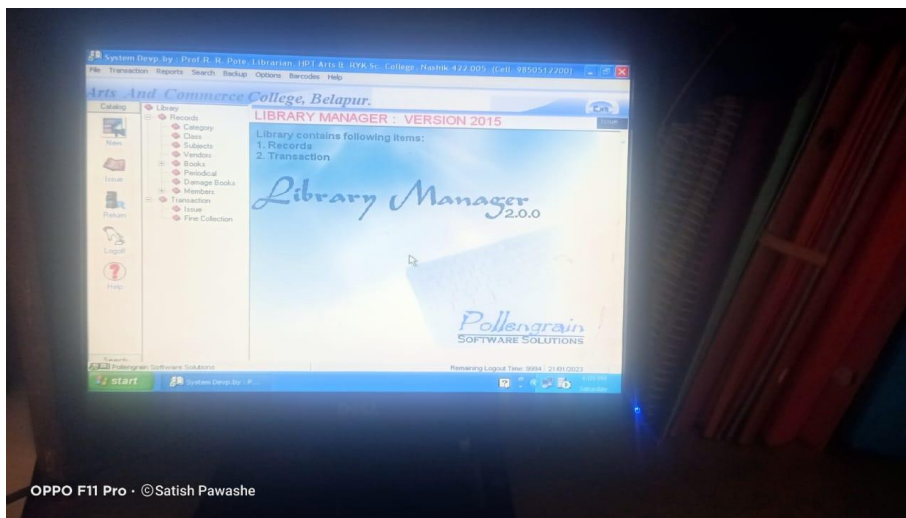 System Devp.by : Prof.R. R. Pote, Librarian, HPT Arts & RYK Sc. College, Nashik-422 005. (Cell : 9850517200)
File Transaction Reports Search Backup Options Barcodes Help
Arts And Commerce College, Belapur.
Catalog
New
Issue
Return
Logoff
Help
Search
Library
Records
Category
Class
Subjects
Vendors
Books
Periodical
Damage Books
Members
Transaction
Issue
Fine Collection
LIBRARY MANAGER : VERSION 2015
Library contains following items:
1. Records
2. Transaction
Library Manager
2.0.0
Pollengrain
SOFTWARE SOLUTIONS
Pollengrain Software Solutions
Remaining Logout Time: 9994
21/01/2023
start
System Devp.by : P...
Saturday
OPPO F11 Pro · ©Satish Pawashe